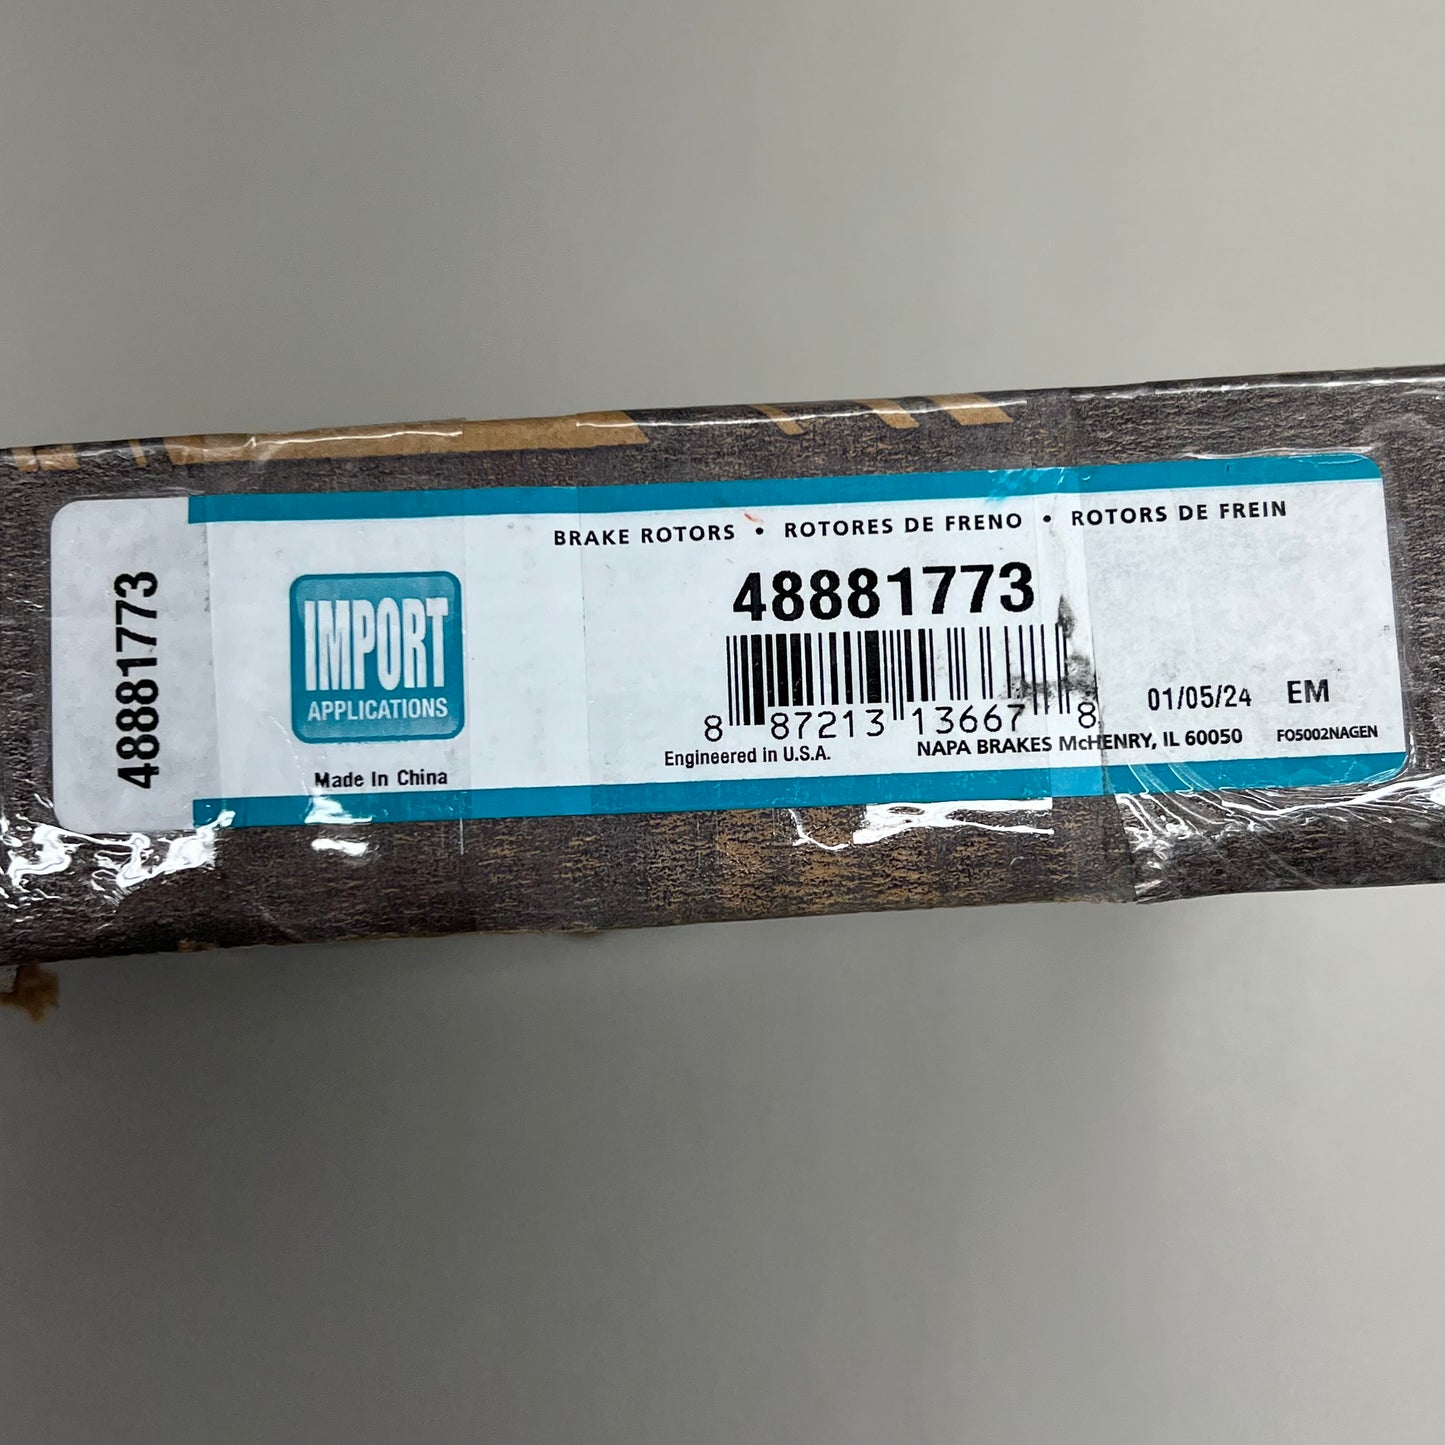 48881773
IMPORT
APPLICATIONS
Made In China
BRAKE ROTORS • ROTORES DE FRENO • ROTORS DE FREIN
48881773
8 87213 13667 8
Engineered in U.S.A.
NAPA BRAKES McHENRY, IL 60050
01/05/24 EM
FO5002NAGEN